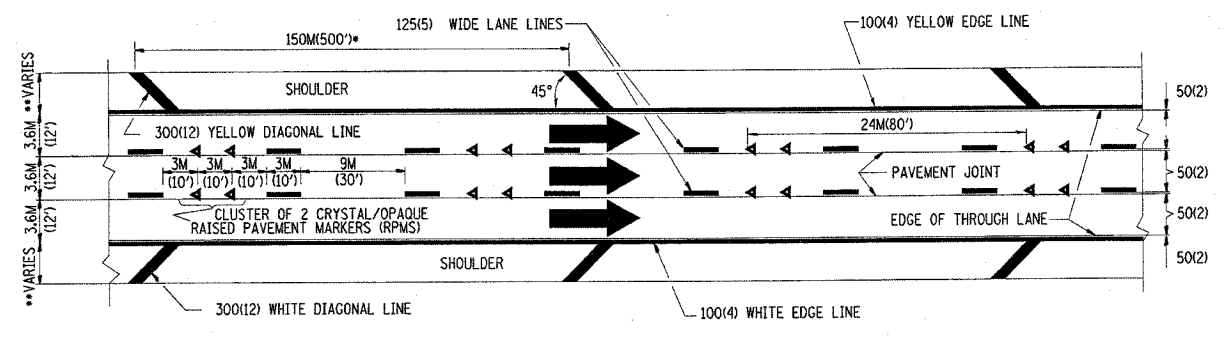 125(5) WIDE LANE LINES
100(4) YELLOW EDGE LINE
150M(500')*
**VARIES
SHOULDER
45°
50(2)
3.6M
(12')
300(12) YELLOW DIAGONAL LINE
24M(80')
3M
(10')
3M
(10')
3M
(10')
3M
(10')
9M
(30')
3.6M
(12')
PAVEMENT JOINT
50(2)
50(2)
3.6M
(12')
CLUSTER OF 2 CRYSTAL/OPAQUE
RAISED PAVEMENT MARKERS (RPMS)
EDGE OF THROUGH LANE
50(2)
**VARIES
SHOULDER
300(12) WHITE DIAGONAL LINE
100(4) WHITE EDGE LINE